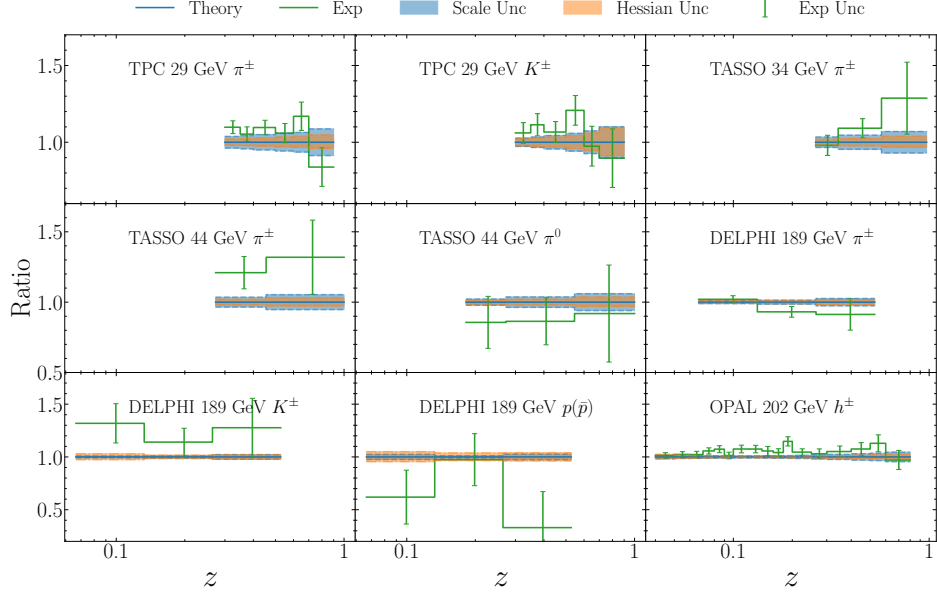 Theory Exp Scale Unc Hessian Unc Exp Unc
TPC 29 GeV π±
TPC 29 GeV K±
TASSO 34 GeV π±
1.5
1.0
TASSO 44 GeV π±
TASSO 44 GeV π⁰
DELPHI 189 GeV π±
Ratio
1.5
1.0
0.5
DELPHI 189 GeV K±
DELPHI 189 GeV p(p̄)
OPAL 202 GeV h±
1.5
1.0
0.5
0.1 1 0.1 1 0.1 1
z z z